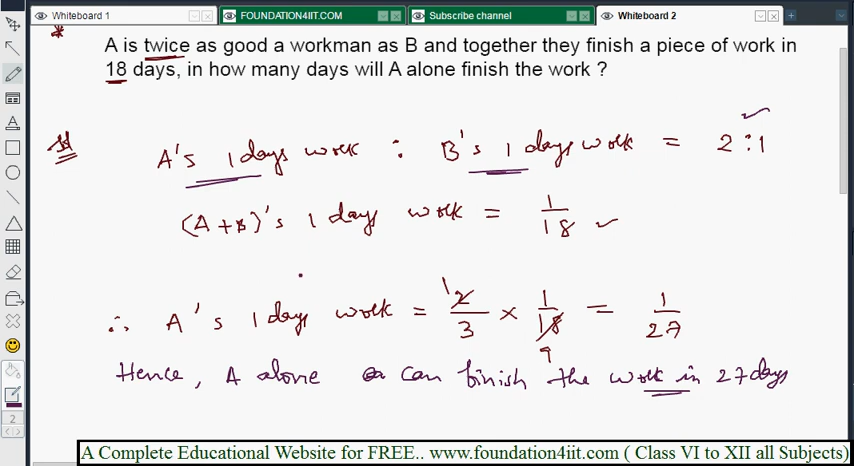 Whiteboard 1 FOUNDATION4IIT.COM Subscribe channel Whiteboard 2
*
A is twice as good a workman as B and together they finish a piece of work in
18 days, in how many days will A alone finish the work ?
A's 1 days work : B's 1 days work = 2:1
(A+B)'s 1 day work = 1/18
∴ A's 1 days work = 2/3 × 1/18 = 1/27
1 9
Hence, A alone can finish the work in 27 days
2
A Complete Educational Website for FREE.. www.foundation4iit.com ( Class VI to XII all Subjects)